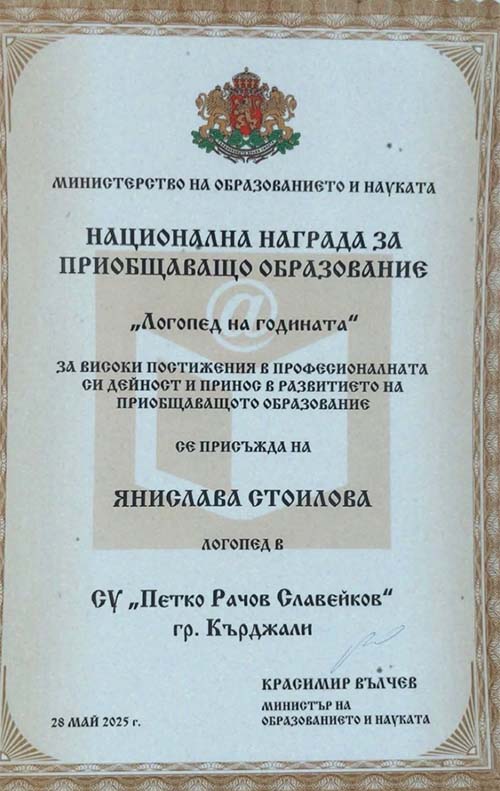 МИНИСТЕРСТВО НА ОБРАЗОВАНИЕТО И НАУКАТА
НАЦИОНАЛНА НАГРАДА ЗА
ПРИОБЩАВАЩО ОБРАЗОВАНИЕ
„Логопед на годината“
ЗА ВИСОКИ ПОСТИЖЕНИЯ В ПРОФЕСИОНАЛНАТА
СИ ДЕЙНОСТ И ПРИНОС В РАЗВИТИЕТО НА
ПРИОБЩАВАЩОТО ОБРАЗОВАНИЕ
СЕ ПРИСЪЖДА НА
ЯНИСЛАВА СТОИЛОВА
ЛОГОПЕД В
СУ „Петко Рачов Славейков“
гр. Кърджали
КРАСИМИР ВЪЛЧЕВ
МИНИСТЪР НА
ОБРАЗОВАНИЕТО И НАУКАТА
28 МАЙ 2025 г.